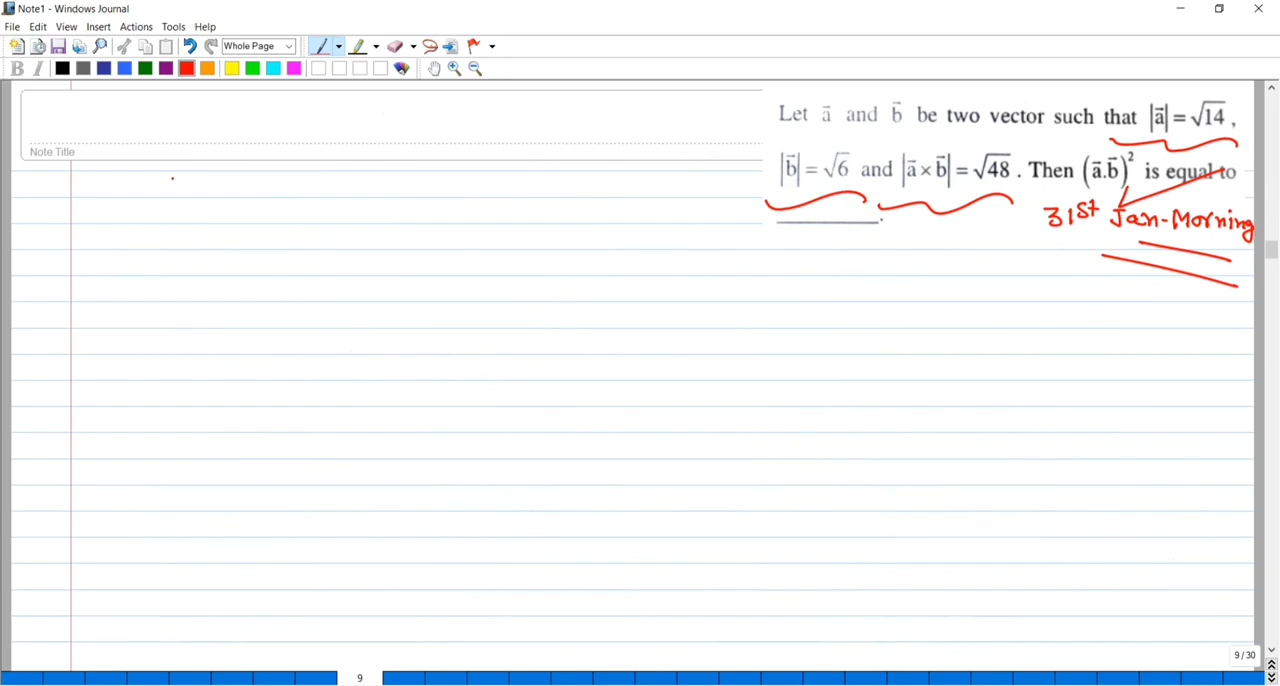 Note1 - Windows Journal
File Edit View Insert Actions Tools Help
Whole Page
B I
Let a⃗ and b⃗ be two vector such that |a⃗| = √14 ,
Note Title
|b⃗| = √6 and |a⃗ × b⃗| = √48 . Then (a⃗.b⃗)² is equal to
31st Jan-Morning
9 / 30
9